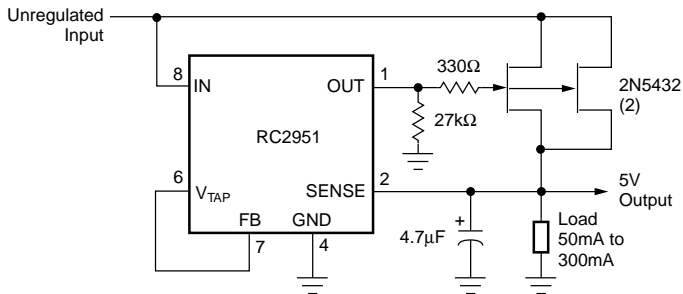 Unregulated
Input
8
IN
OUT
1
330Ω
2N5432
(2)
27kΩ
RC2951
6
VTAP
SENSE
2
5V
Output
FB
GND
7
4
4.7μF
+
Load
50mA to
300mA